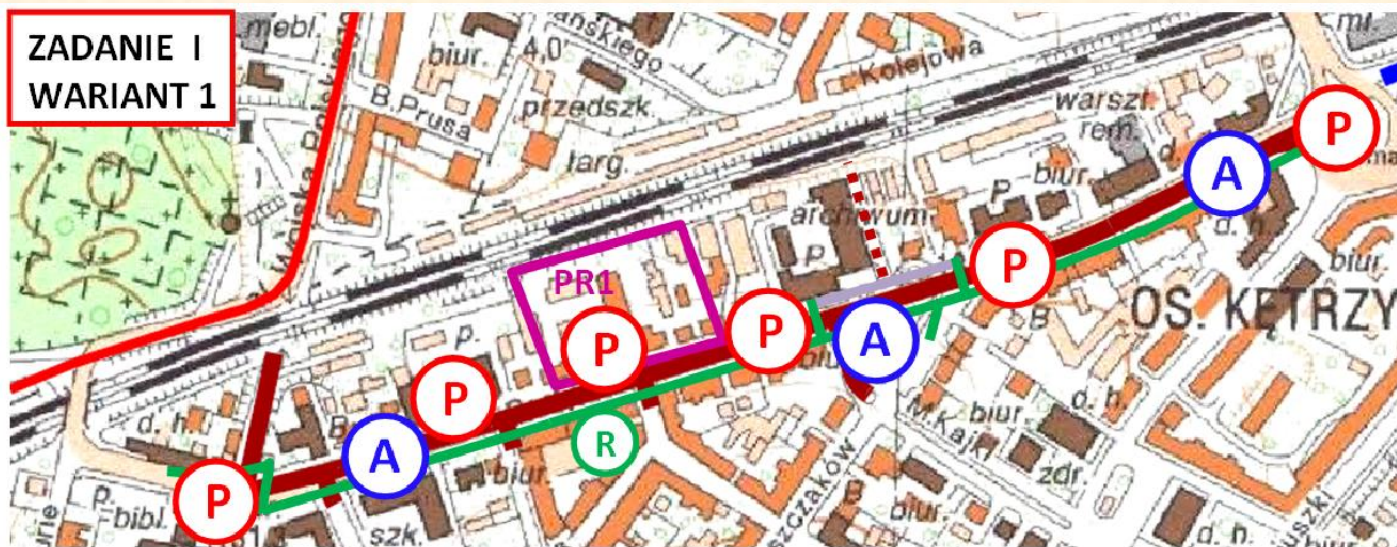 ZADANIE I
WARIANT 1
mebl.
biur.
4,0
B.Prusa
przedszk.
targ.
Kolejowa
warszt.
rem.
biur.
P
P
A
d. h.
archiwum
P
PR1
P
P
P
A
OS. KĘTRZY
biur.
B
p.
P
R
A
B
d. h.
P
p.
bibl.
szk.
biur.
M.Kajki
biur.
d. h.
zdr.
B
biur.
d. h.